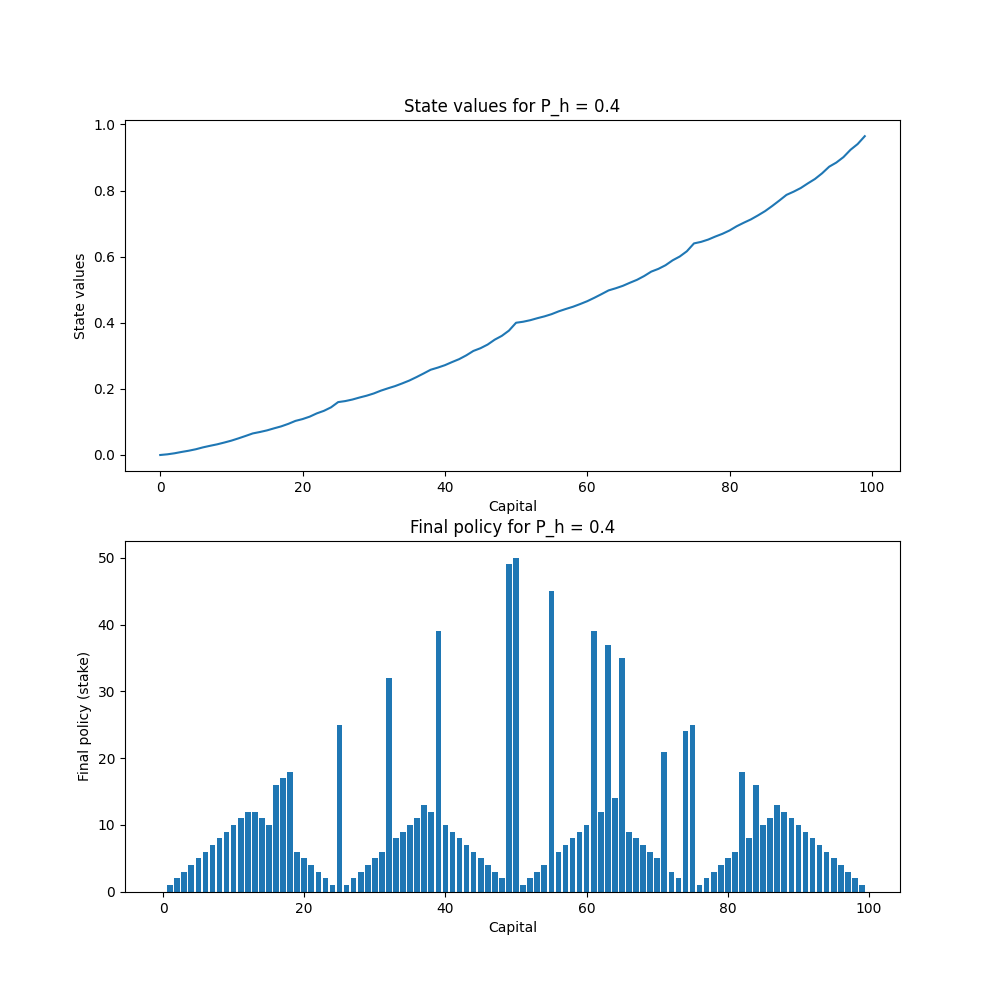 State values for P_h = 0.4
State values
1.0
0.8
0.6
0.4
0.2
0.0
0 20 40 60 80 100
Capital
Final policy for P_h = 0.4
Final policy (stake)
50
40
30
20
10
0
0 20 40 60 80 100
Capital